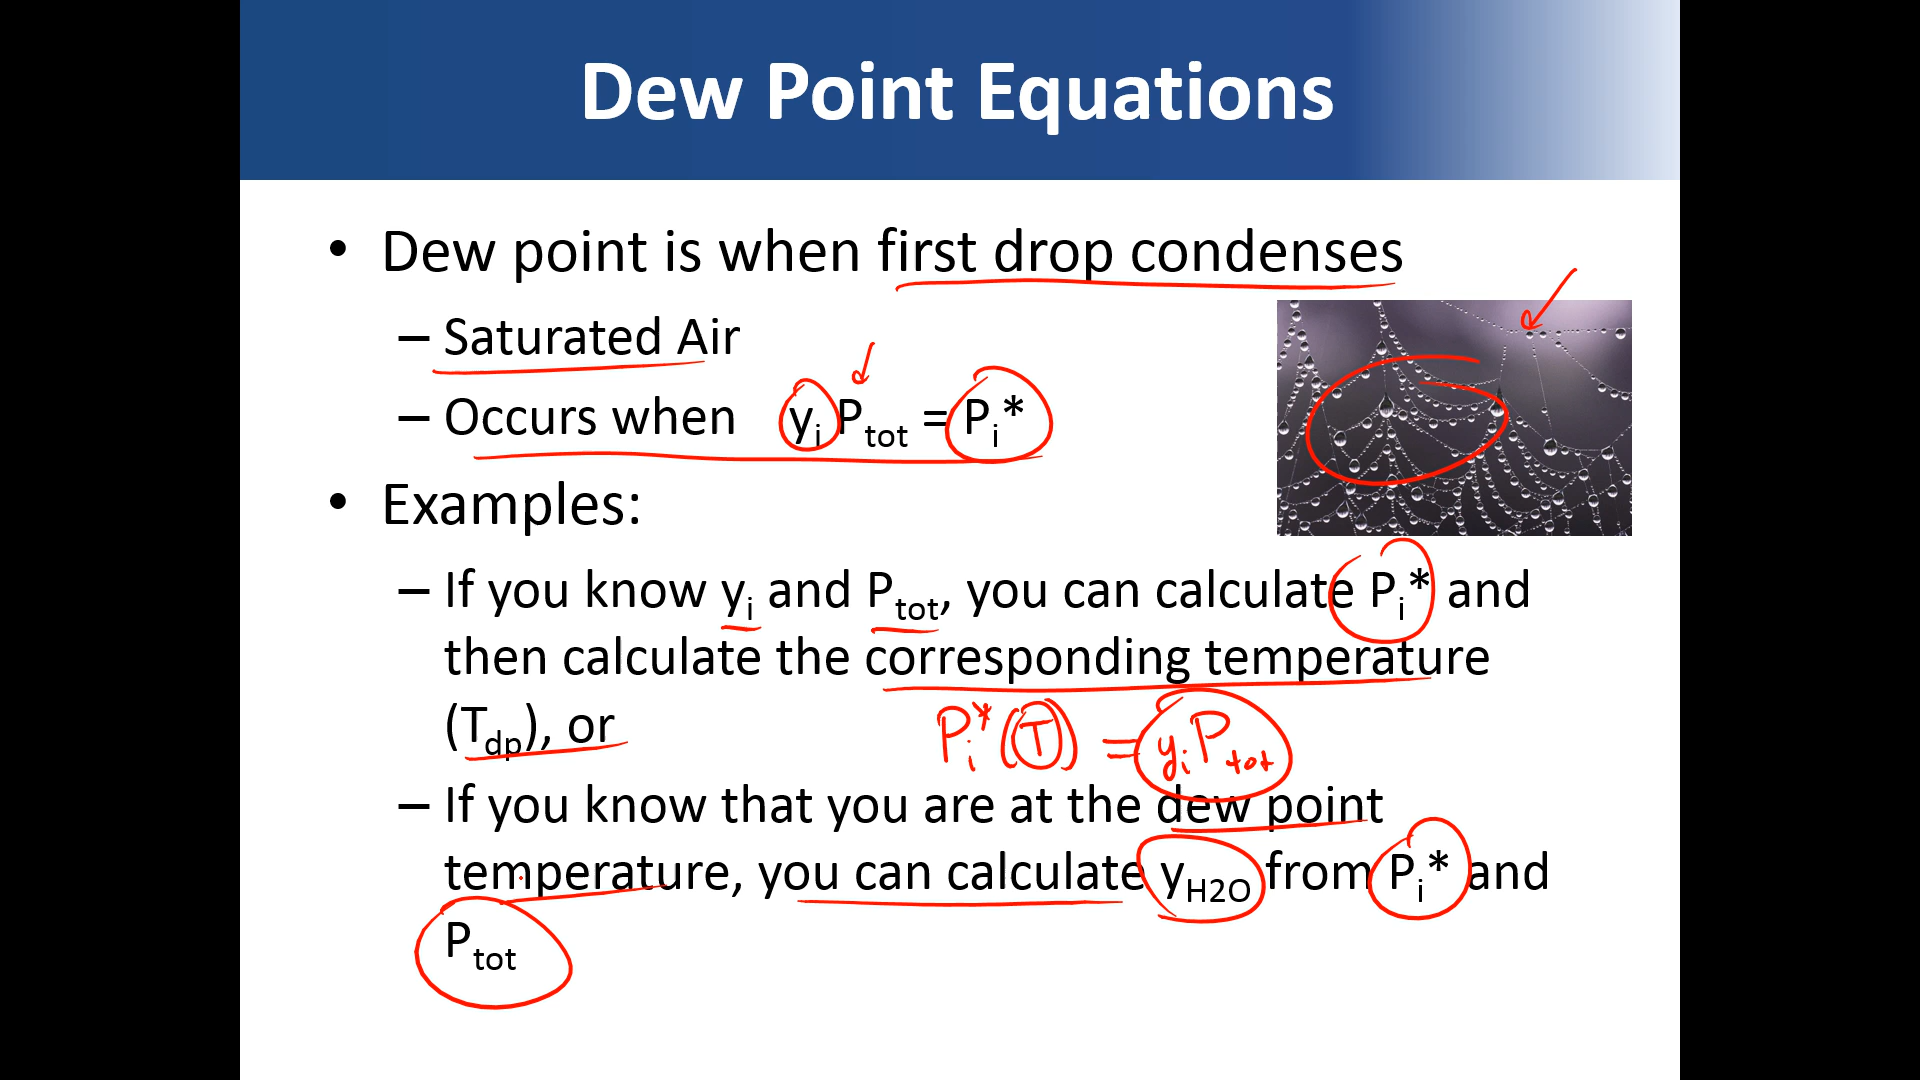 Dew Point Equations
• Dew point is when first drop condenses
– Saturated Air
– Occurs when yi Ptot = Pi*
• Examples:
– If you know yi and Ptot, you can calculate Pi* and
then calculate the corresponding temperature
(Tdp), or
Pi*(T) = yiPtot
– If you know that you are at the dew point
temperature, you can calculate yH2O from Pi* and
Ptot